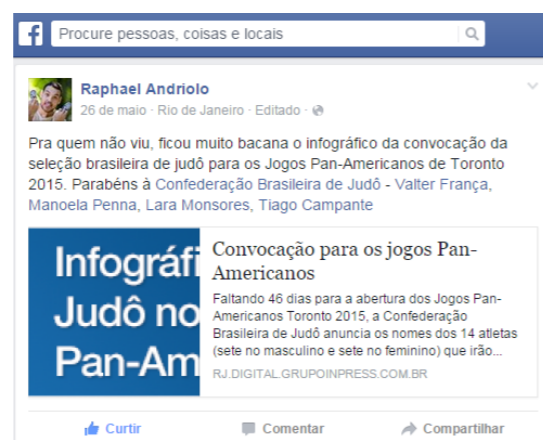 Procure pessoas, coisas e locais
Raphael Andriolo
26 de maio · Rio de Janeiro · Editado ·
Pra quem não viu, ficou muito bacana o infográfico da convocação da
seleção brasileira de judô para os Jogos Pan-Americanos de Toronto
2015. Parabéns à Confederação Brasileira de Judô - Valter França,
Manoela Penna, Lara Monsores, Tiago Campante
Infográfi
Judô no
Pan-Am
Convocação para os jogos Pan-
Americanos
Faltando 46 dias para a abertura dos Jogos Pan-
Americanos Toronto 2015, a Confederação
Brasileira de Judô anuncia os nomes dos 14 atletas
(sete no masculino e sete no feminino) que irão...
RJ.DIGITAL.GRUPOINPRESS.COM.BR
Curtir Comentar Compartilhar